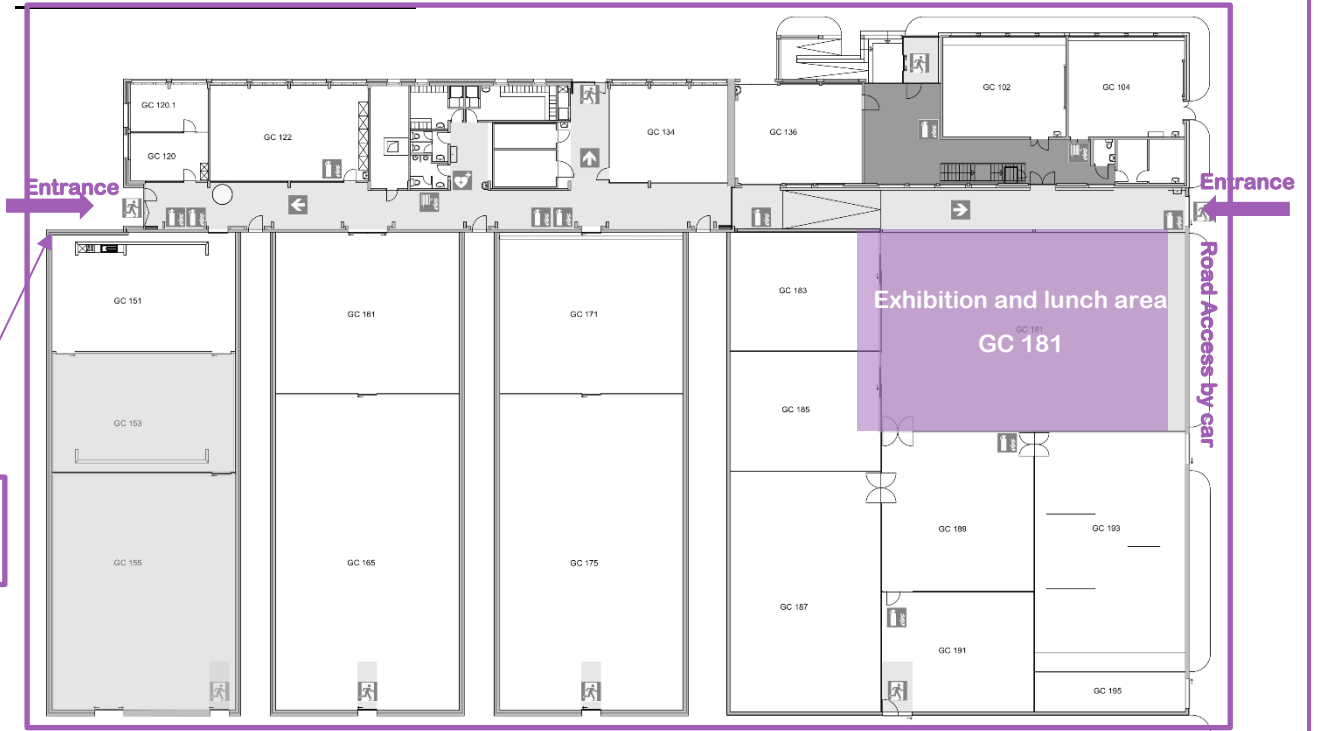 GC 102
GC 104
GC 120.1
GC 122
GC 134
GC 136
GC 120
Entrance
Entrance
Road Access by car
GC 151
GC 161
GC 171
GC 183
Exhibition and lunch area
GC 181
GC 181
GC 153
GC 185
GC 155
GC 165
GC 175
GC 187
GC 189
GC 193
GC 191
GC 195